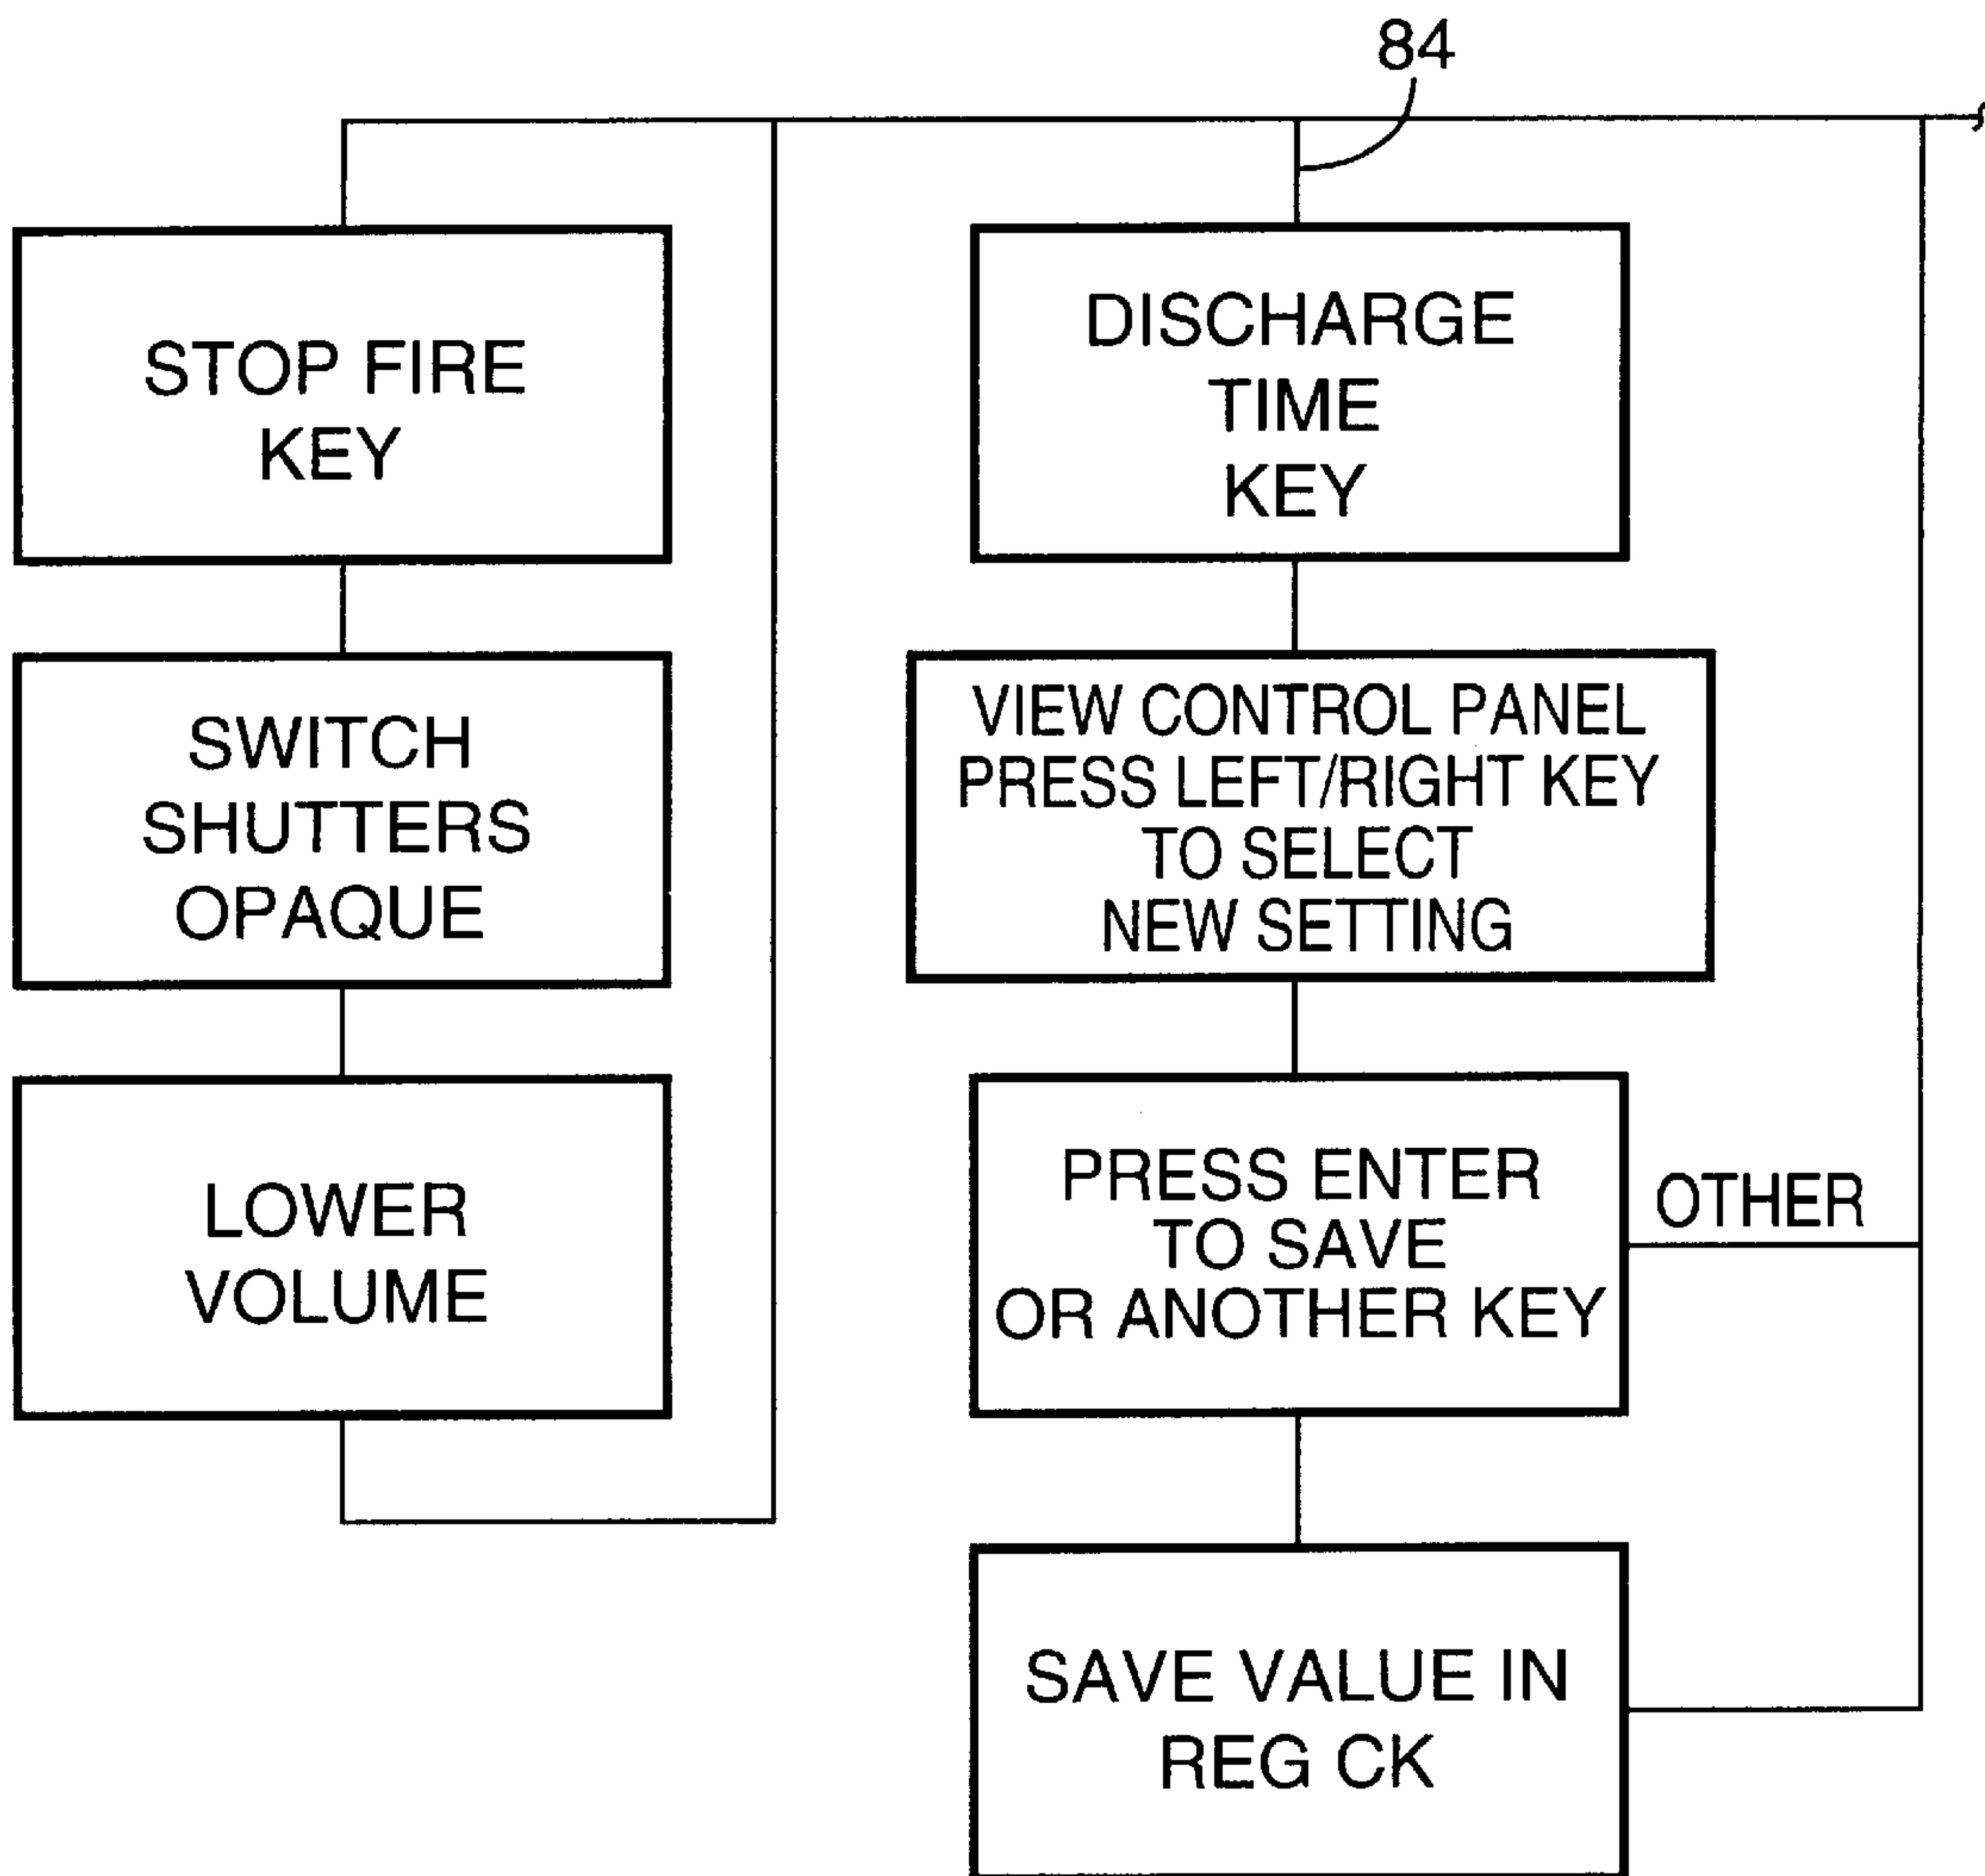 84
STOP FIRE
KEY
SWITCH
SHUTTERS
OPAQUE
LOWER
VOLUME
DISCHARGE
TIME
KEY
VIEW CONTROL PANEL
PRESS LEFT/RIGHT KEY
TO SELECT
NEW SETTING
PRESS ENTER
TO SAVE
OR ANOTHER KEY
OTHER
SAVE VALUE IN
REG CK